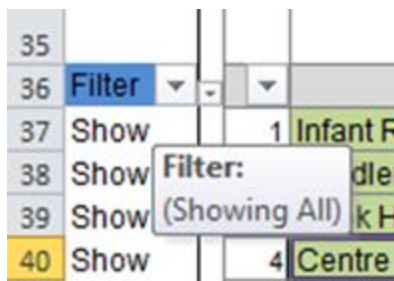 35
36 Filter
37 Show 1 Infant R
38 Show Filter: dle
39 Show (Showing All) k H
40 Show 4 Centre